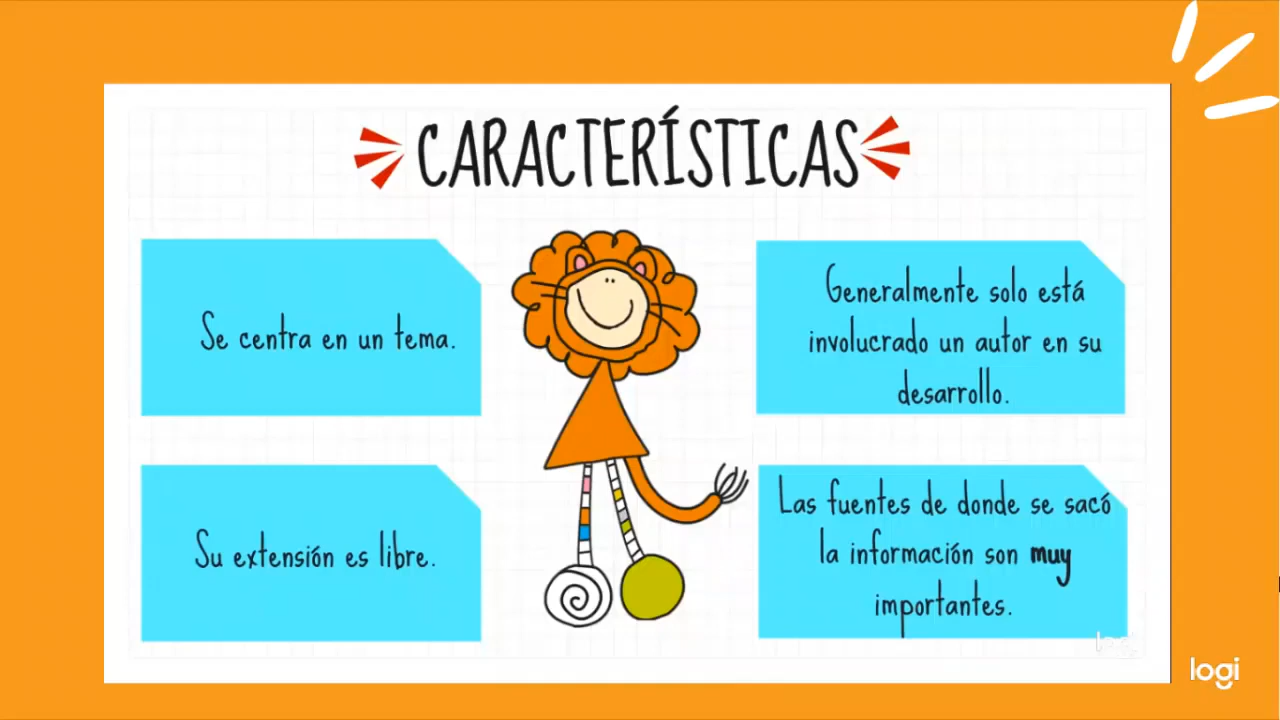 CARACTERÍSTICAS
Se centra en un tema.
Generalmente solo está
involucrado un autor en su
desarrollo.
Su extensión es libre.
Las fuentes de donde se sacó
la información son muy
importantes.
logi
logi